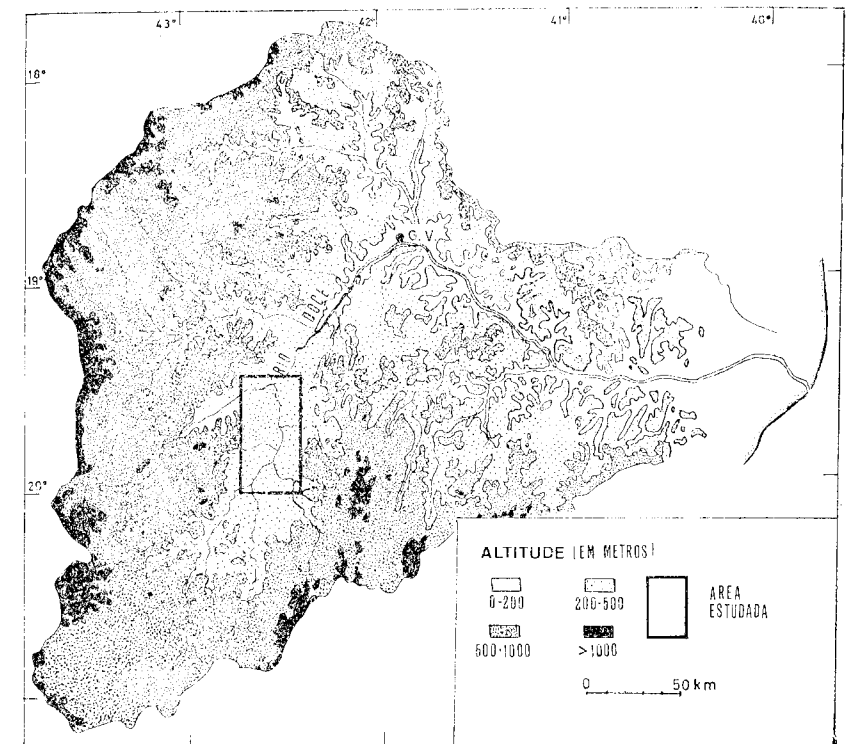 43° 42° 41° 40°
18°
G.V.
19°
RIO DOCE
20°
ALTITUDE (EM METROS)
0-200 200-500
AREA
ESTUDADA
500-1000 >1000
0 50 km